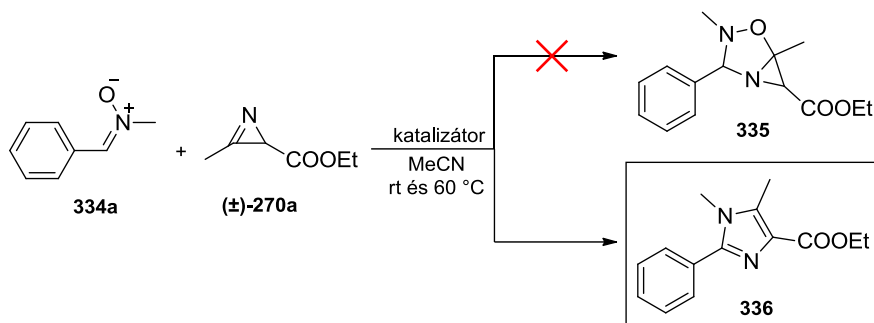 O⁻
N⁺
334a
+
N
COOEt
(±)-270a
katalizátor
MeCN
rt és 60 °C
N
O
N
COOEt
335
N
N
COOEt
336